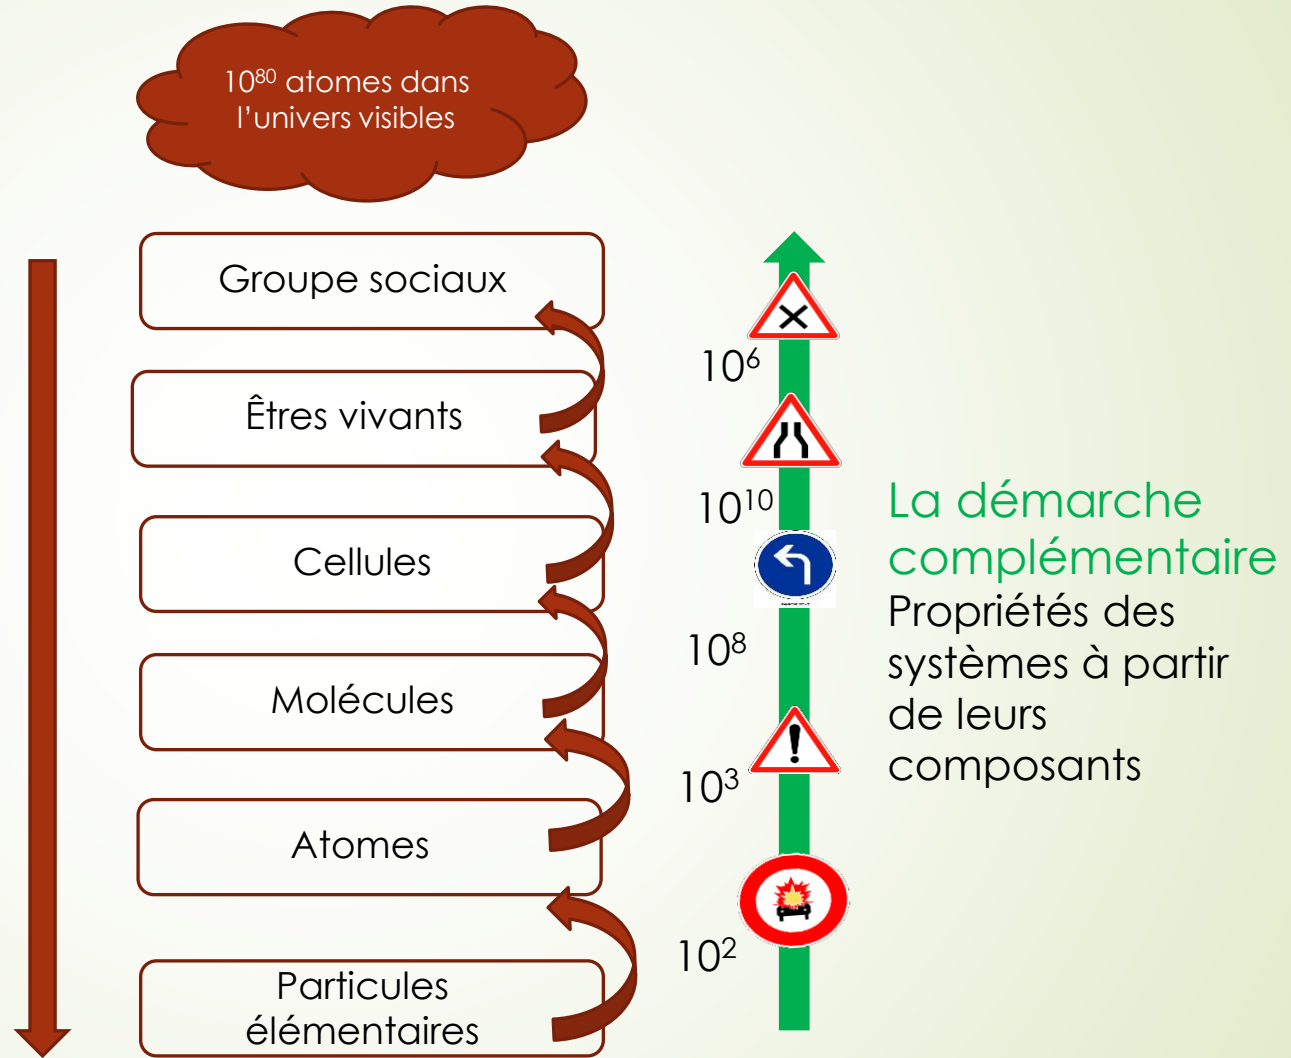 10⁸⁰ atomes dans
l’univers visibles
Groupe sociaux
Êtres vivants
Cellules
Molécules
Atomes
Particules
élémentaires
10⁶
10¹⁰
10⁸
10³
10²
La démarche
complémentaire
Propriétés des
systèmes à partir
de leurs
composants